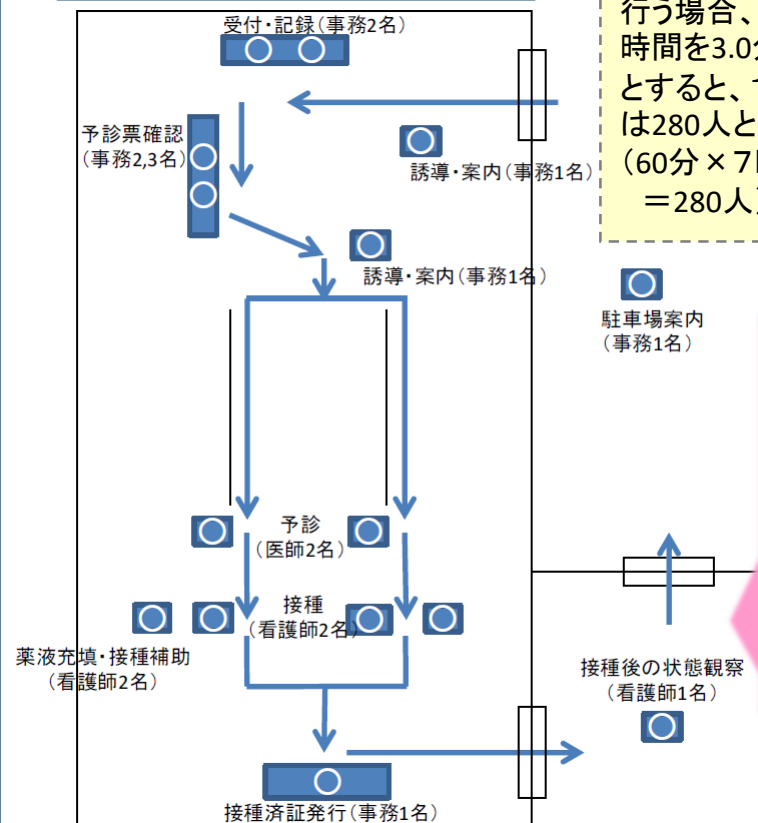 受付・記録(事務2名)
行う場合、
時間を3.0分
とすると、
は280人と
(60分×7
=280人)
予診票確認
(事務2,3名)
誘導・案内(事務1名)
誘導・案内(事務1名)
駐車場案内
(事務1名)
予診
(医師2名)
接種
(看護師2名)
薬液充填・接種補助
(看護師2名)
接種後の状態観察
(看護師1名)
接種済証発行(事務1名)